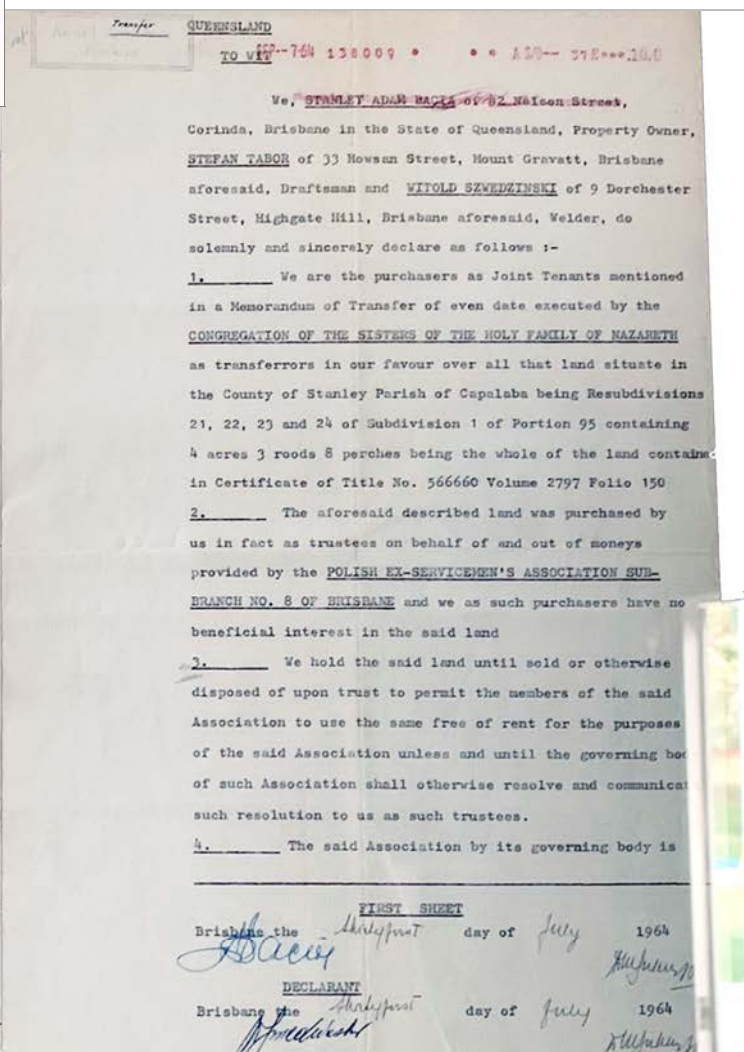 Transfer
QUEENSLAND
TO WIT SEP--7-64 138009
We, STANLEY ADAM BACIA of 82 Nelson Street,
Corinda, Brisbane in the State of Queensland, Property Owner,
STEFAN TABOR of 33 Howsan Street, Mount Gravatt, Brisbane
aforesaid, Draftsman and WITOLD SZWEDZINSKI of 9 Dorchester
Street, Highgate Hill, Brisbane aforesaid, Welder, do
solemnly and sincerely declare as follows :-
1. We are the purchasers as Joint Tenants mentioned
in a Memorandum of Transfer of even date executed by the
CONGREGATION OF THE SISTERS OF THE HOLY FAMILY OF NAZARETH
as transferrors in our favour over all that land situate in
the County of Stanley Parish of Capalaba being Resubdivisions
21, 22, 23 and 24 of Subdivision 1 of Portion 95 containing
4 acres 3 roods 8 perches being the whole of the land containe
in Certificate of Title No. 566660 Volume 2797 Folio 150
2. The aforesaid described land was purchased by
us in fact as trustees on behalf of and out of moneys
provided by the POLISH EX-SERVICEMEN'S ASSOCIATION SUB-
BRANCH NO. 8 OF BRISBANE and we as such purchasers have no
beneficial interest in the said land
3. We hold the said land until sold or otherwise
disposed of upon trust to permit the members of the said
Association to use the same free of rent for the purposes
of the said Association unless and until the governing bod
of such Association shall otherwise resolve and communicat
such resolution to us as such trustees.
4. The said Association by its governing body is
FIRST SHEET
Brisbane the thirtyfirst day of July 1964
DECLARANT
Brisbane the thirtyfirst day of July 1964